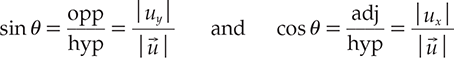 sin θ = opp/hyp = |u_y|/|u⃗| and cos θ = adj/hyp = |u_x|/|u⃗|